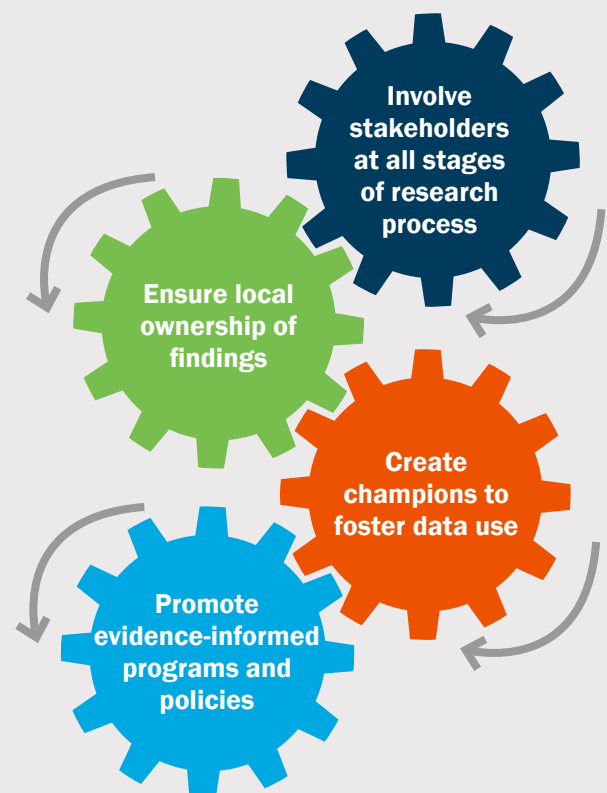 Involve
stakeholders
at all stages
of research
process
Ensure local
ownership of
findings
Create
champions to
foster data use
Promote
evidence-informed
programs and
policies